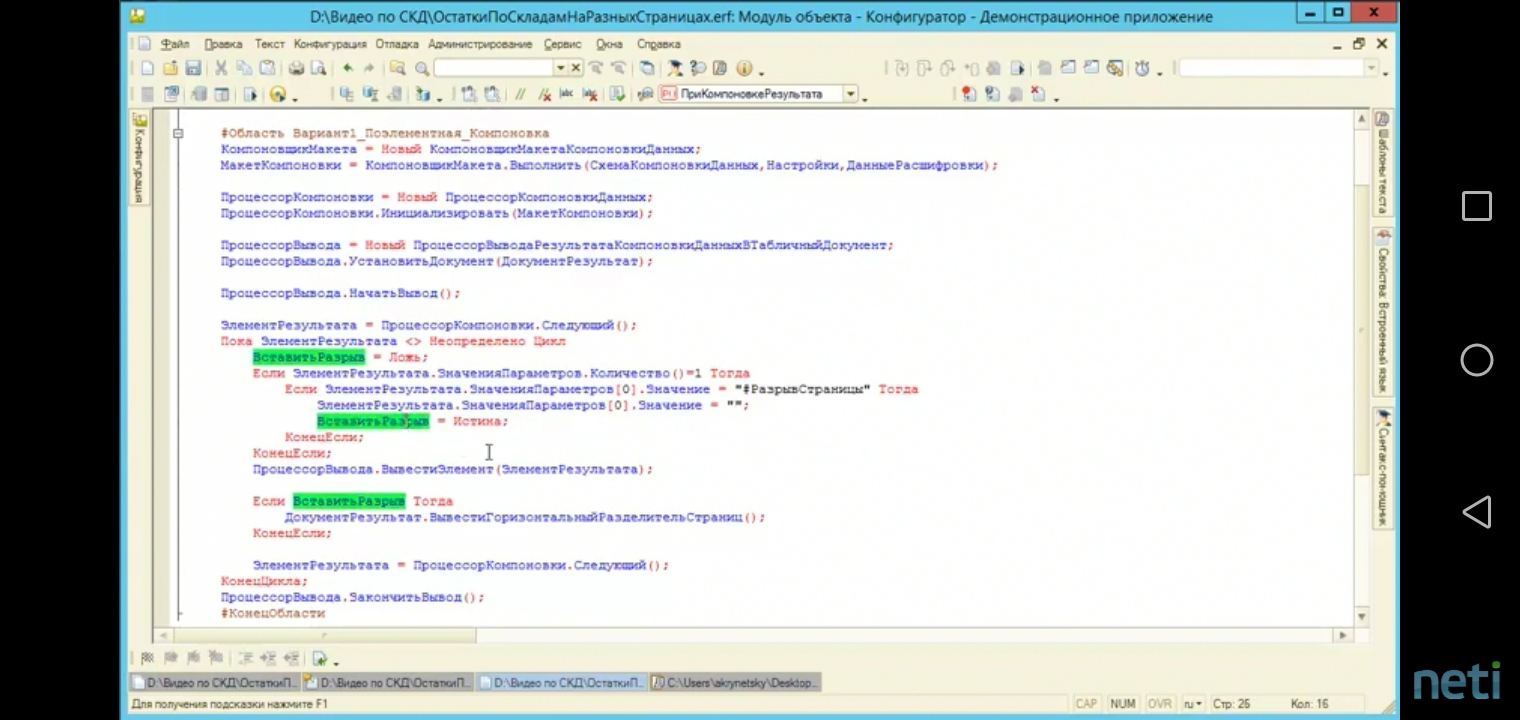 D:\Видео по СКД\ОстаткиПоСкладамНаРазныхСтраницах.erf: Модуль объекта - Конфигуратор - Демонстрационное приложение
Файл Правка Текст Конфигурация Отладка Администрирование Сервис Окна Справка
ПриКомпоновкеРезультата
Конфигурация
#Область Вариант1_Поэлементная_Компоновка
КомпоновщикМакета = Новый КомпоновщикМакетаКомпоновкиДанных;
МакетКомпоновки = КомпоновщикМакета.Выполнить(СхемаКомпоновкиДанных,Настройки,ДанныеРасшифровки);
ПроцессорКомпоновки = Новый ПроцессорКомпоновкиДанных;
ПроцессорКомпоновки.Инициализировать(МакетКомпоновки);
ПроцессорВывода = Новый ПроцессорВыводаРезультатаКомпоновкиДанныхВТабличныйДокумент;
ПроцессорВывода.УстановитьДокумент(ДокументРезультат);
ПроцессорВывода.НачатьВывод();
ЭлементРезультата = ПроцессорКомпоновки.Следующий();
Пока ЭлементРезультата <> Неопределено Цикл
ВставитьРазрыв = Ложь;
Если ЭлементРезультата.ЗначенияПараметров.Количество()=1 Тогда
Если ЭлементРезультата.ЗначенияПараметров[0].Значение = "#РазрывСтраницы" Тогда
ЭлементРезультата.ЗначенияПараметров[0].Значение = "";
ВставитьРазрыв = Истина;
КонецЕсли;
КонецЕсли;
ПроцессорВывода.ВывестиЭлемент(ЭлементРезультата);
Если ВставитьРазрыв Тогда
ДокументРезультат.ВывестиГоризонтальныйРазделительСтраниц();
КонецЕсли;
ЭлементРезультата = ПроцессорКомпоновки.Следующий();
КонецЦикла;
ПроцессорВывода.ЗакончитьВывод();
#КонецОбласти
Шаблоны текста
Свойства: Встроенный язык
Синтакс-помощник
D:\Видео по СКД\ОстаткиП... D:\Видео по СКД\ОстаткиП... D:\Видео по СКД\ОстаткиП... C:\Users\akrynetsky\Desktop...
Для получения подсказки нажмите F1
CAP NUM OVR ru Стр: 26 Кол: 16
neti